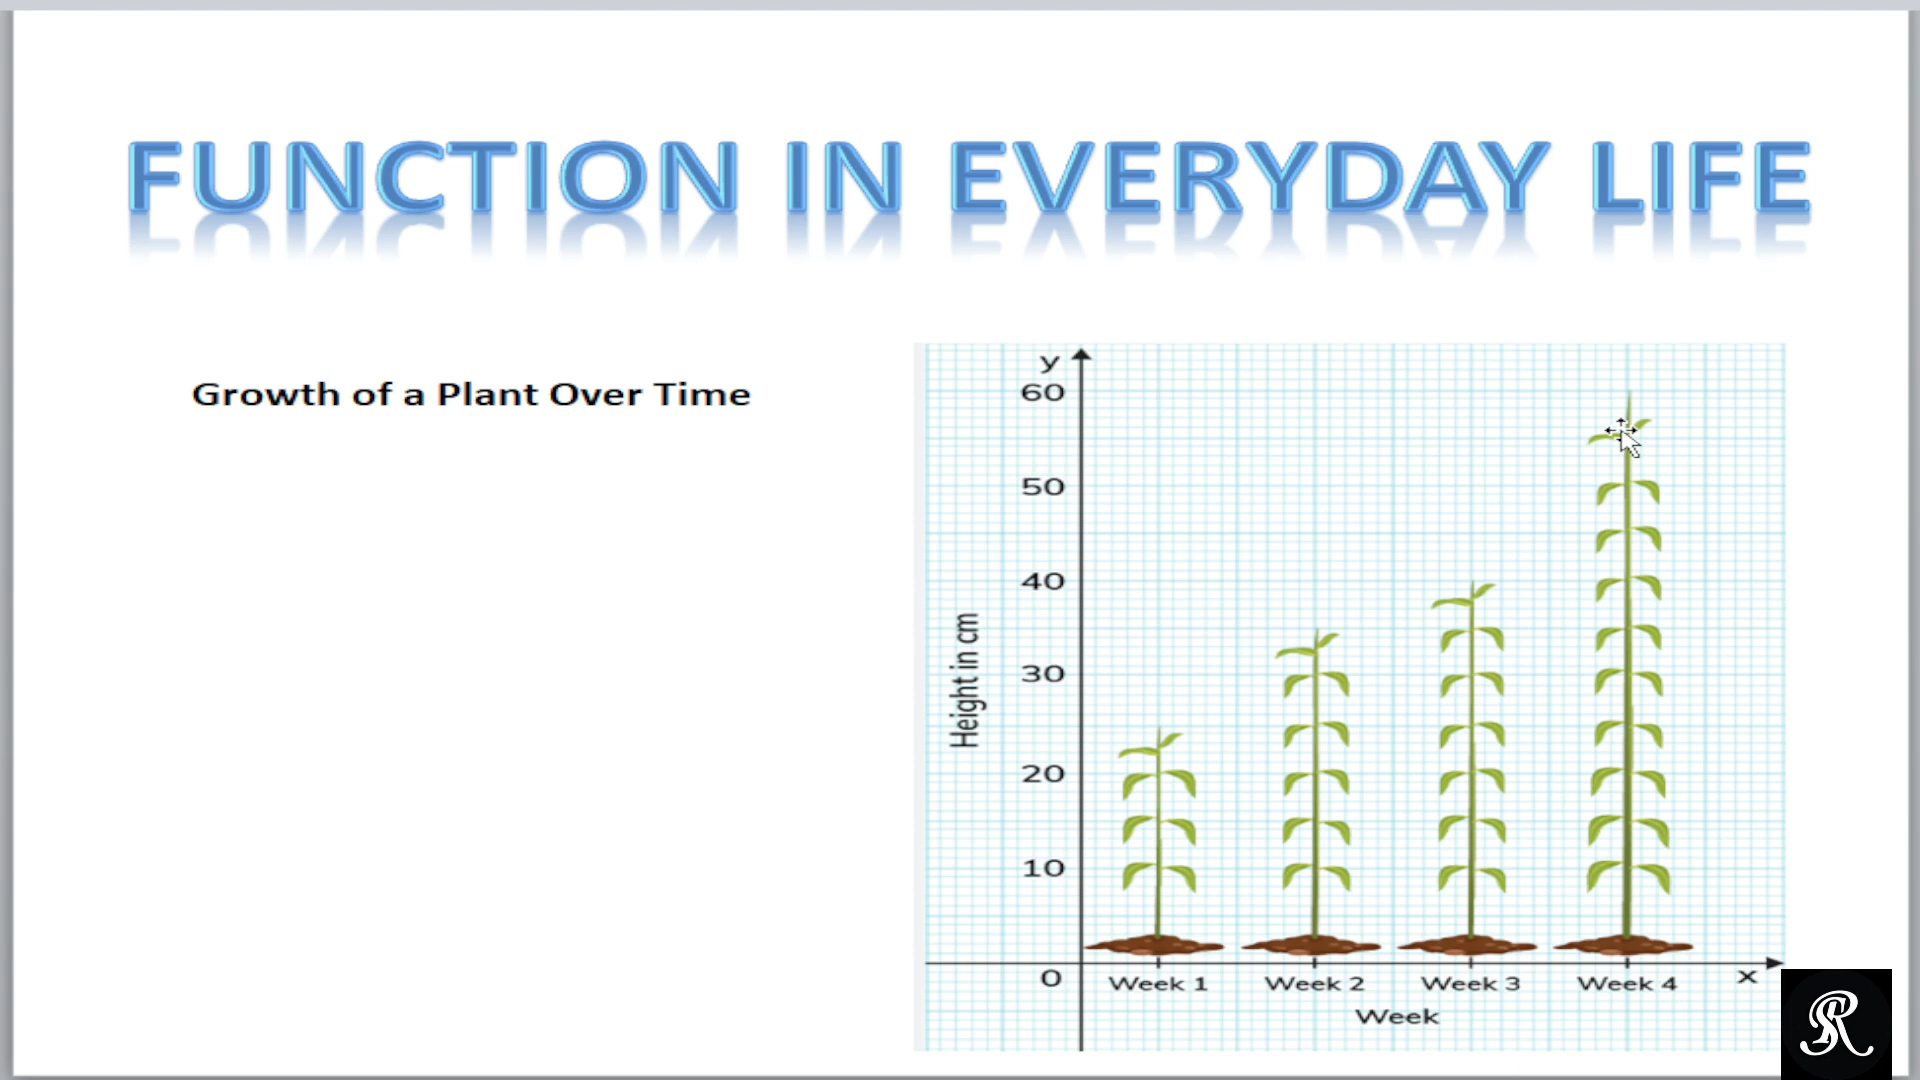 FUNCTION IN EVERYDAY LIFE
Growth of a Plant Over Time
y
60
50
40
30
20
10
0
Height in cm
Week 1 Week 2 Week 3 Week 4 x
Week
SR